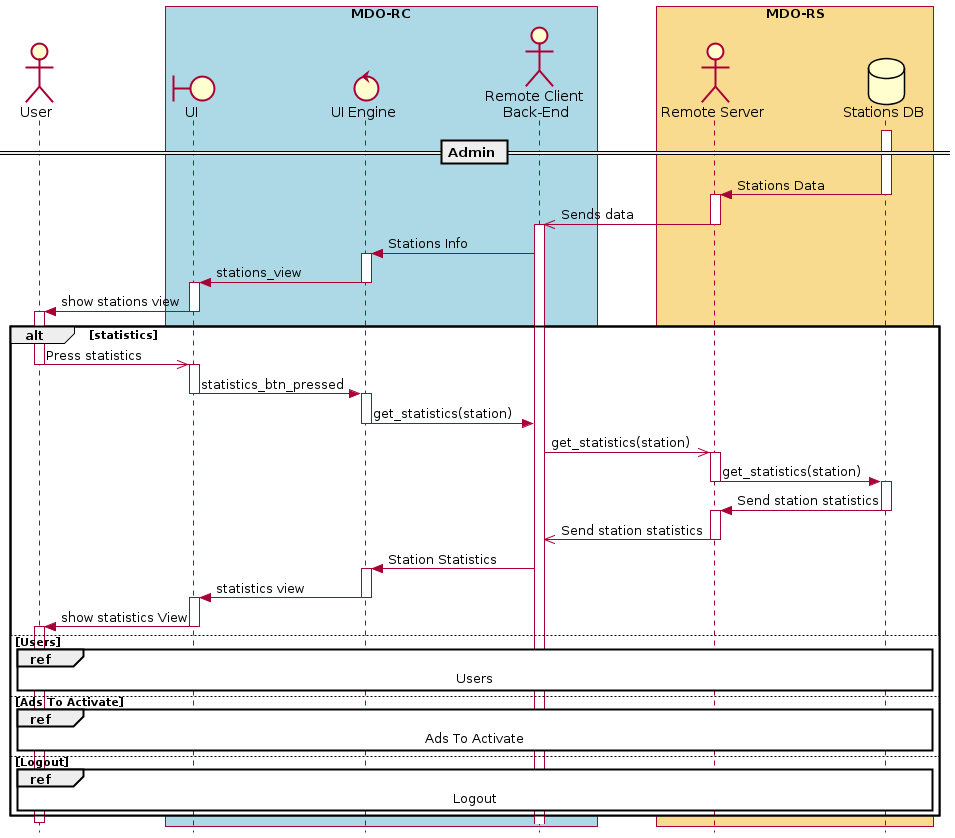 MDO-RC
MDO-RS
User
UI
UI Engine
Remote Client
Back-End
Remote Server
Stations DB
Admin
Stations Data
Sends data
Stations Info
stations_view
show stations view
alt
[statistics]
Press statistics
statistics_btn_pressed
get_statistics(station)
get_statistics(station)
get_statistics(station)
Send station statistics
Send station statistics
Station Statistics
statistics view
show statistics View
[Users]
ref
Users
[Ads To Activate]
ref
Ads To Activate
[Logout]
ref
Logout